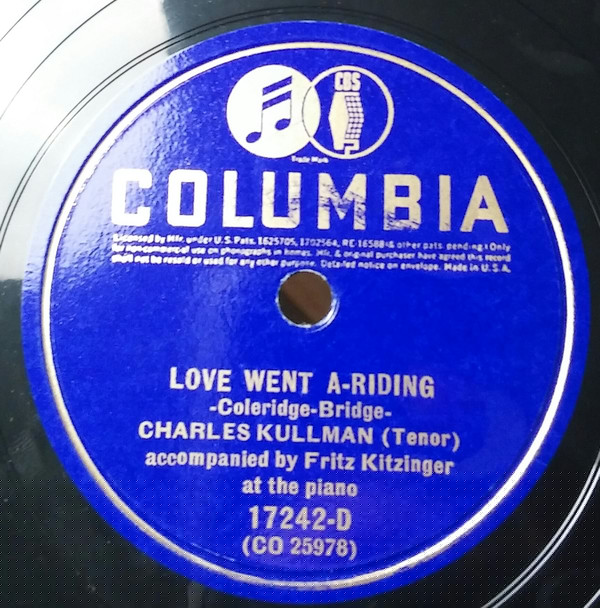 CBS
Trade Mark
COLUMBIA
Licensed by Mfr. under U.S. Pats. 1625705, 1702564, RE-16588 (& other pats. pending) Only
for non-commercial use on phonographs in homes. Mfr. & original purchaser have agreed this record
shall not be resold or used for any other purpose. Detailed notice on envelope. Made in U.S.A.
LOVE WENT A-RIDING
-Coleridge-Bridge-
CHARLES KULLMAN (Tenor)
accompanied by Fritz Kitzinger
at the piano
17242-D
(CO 25978)